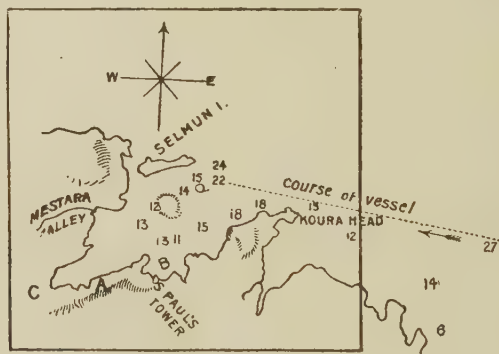 W E
SELMUN I.
24
15 22
14
Course of vessel
MESTARA
VALLEY
12
18 18 13
KOURA HEAD
13 15
12
27
13 11
B
C A
ST PAUL'S
TOWER
14
6